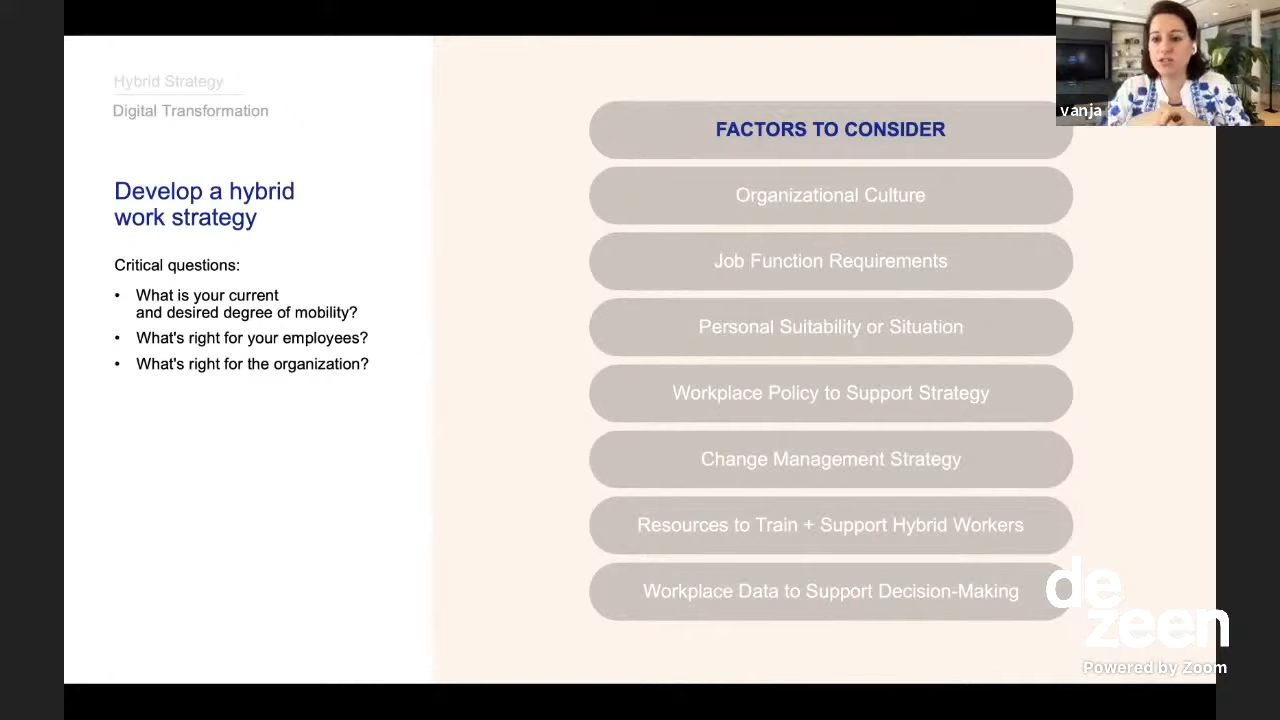 Hybrid Strategy
Digital Transformation
Develop a hybrid
work strategy
Critical questions:
• What is your current
and desired degree of mobility?
• What's right for your employees?
• What's right for the organization?
FACTORS TO CONSIDER
Organizational Culture
Job Function Requirements
Personal Suitability or Situation
Workplace Policy to Support Strategy
Change Management Strategy
Resources to Train + Support Hybrid Workers
Workplace Data to Support Decision-Making
vanja
de
zeen
Powered by Zoom